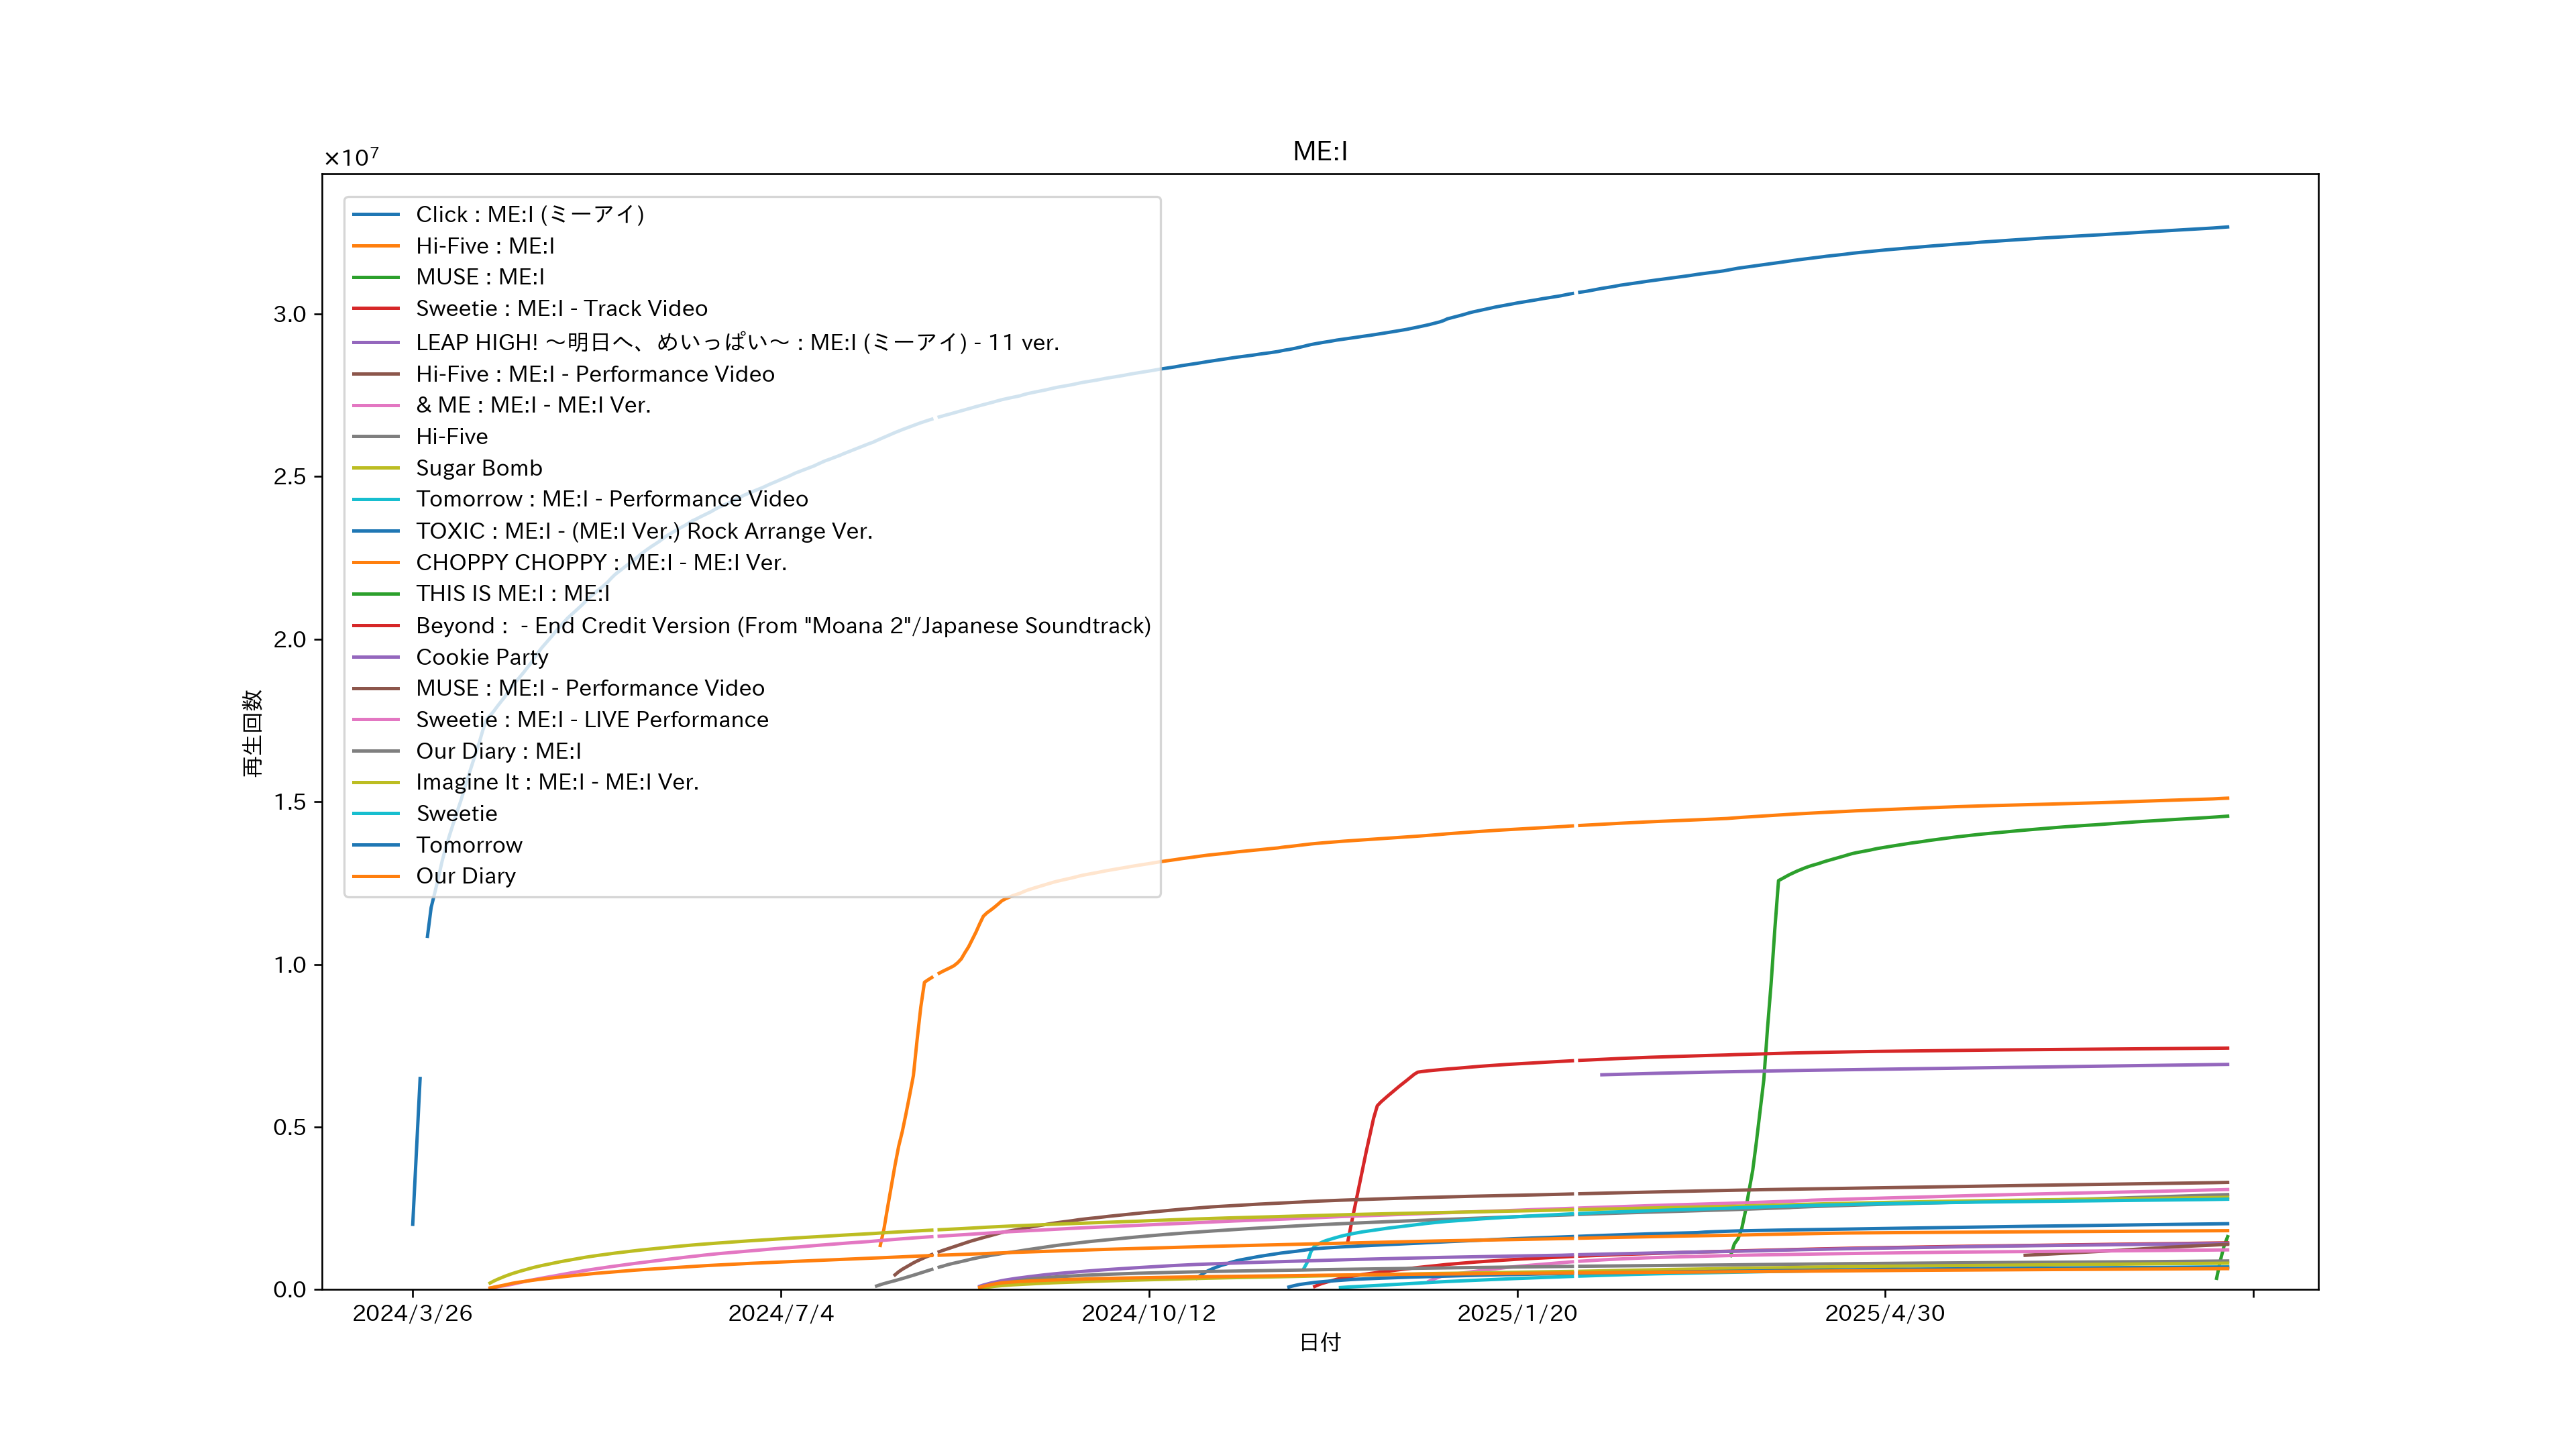 ME:I
×10⁷
Click : ME:I (ミーアイ)
Hi-Five : ME:I
MUSE : ME:I
Sweetie : ME:I - Track Video
LEAP HIGH! ～明日へ、めいっぱい～ : ME:I (ミーアイ) - 11 ver.
Hi-Five : ME:I - Performance Video
& ME : ME:I - ME:I Ver.
Hi-Five
Sugar Bomb
Tomorrow : ME:I - Performance Video
TOXIC : ME:I - (ME:I Ver.) Rock Arrange Ver.
CHOPPY CHOPPY : ME:I - ME:I Ver.
THIS IS ME:I : ME:I
Beyond :  - End Credit Version (From "Moana 2"/Japanese Soundtrack)
Cookie Party
MUSE : ME:I - Performance Video
Sweetie : ME:I - LIVE Performance
Our Diary : ME:I
Imagine It : ME:I - ME:I Ver.
Sweetie
Tomorrow
Our Diary
3.0
2.5
2.0
1.5
1.0
0.5
0.0
再生回数
2024/3/26
2024/7/4
2024/10/12
2025/1/20
2025/4/30
日付